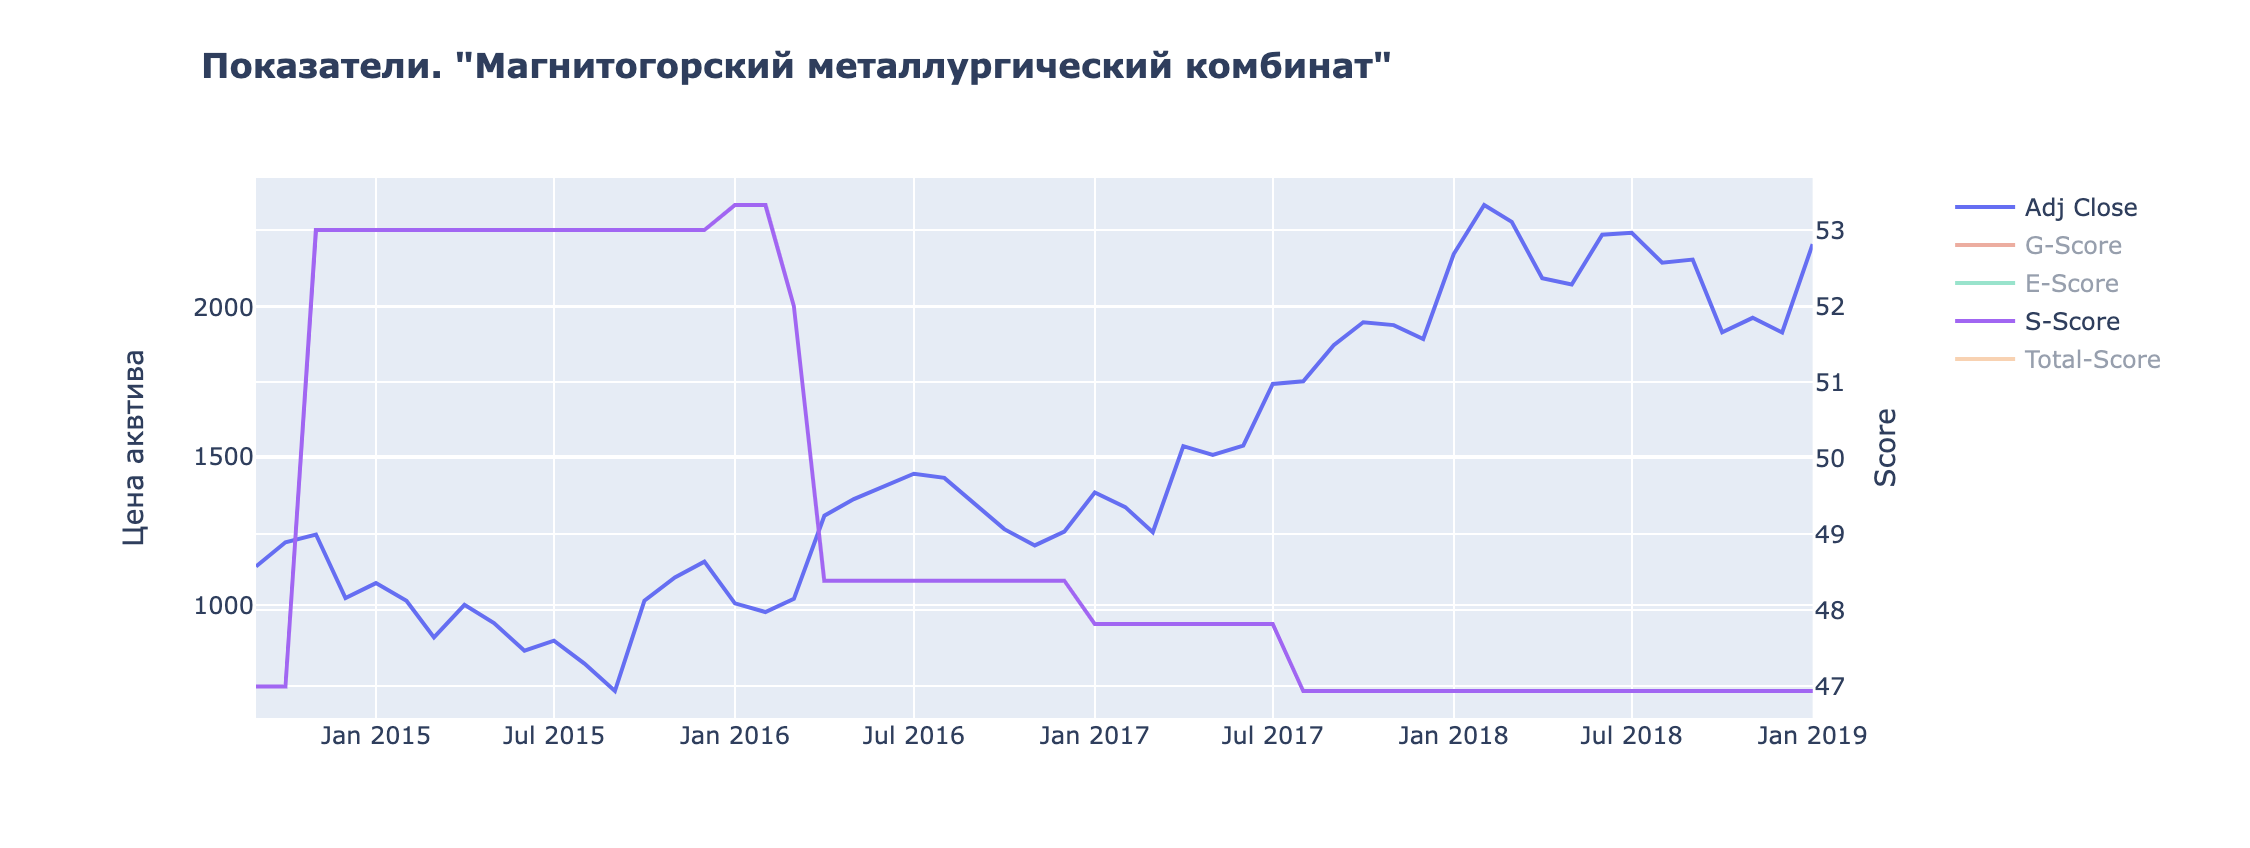 Показатели. "Магнитогорский металлургический комбинат"
Цена аквтива
2000
1500
1000
53
52
51
50
49
48
47
Score
Jan 2015 Jul 2015 Jan 2016 Jul 2016 Jan 2017 Jul 2017 Jan 2018 Jul 2018 Jan 2019
Adj Close
G-Score
E-Score
S-Score
Total-Score